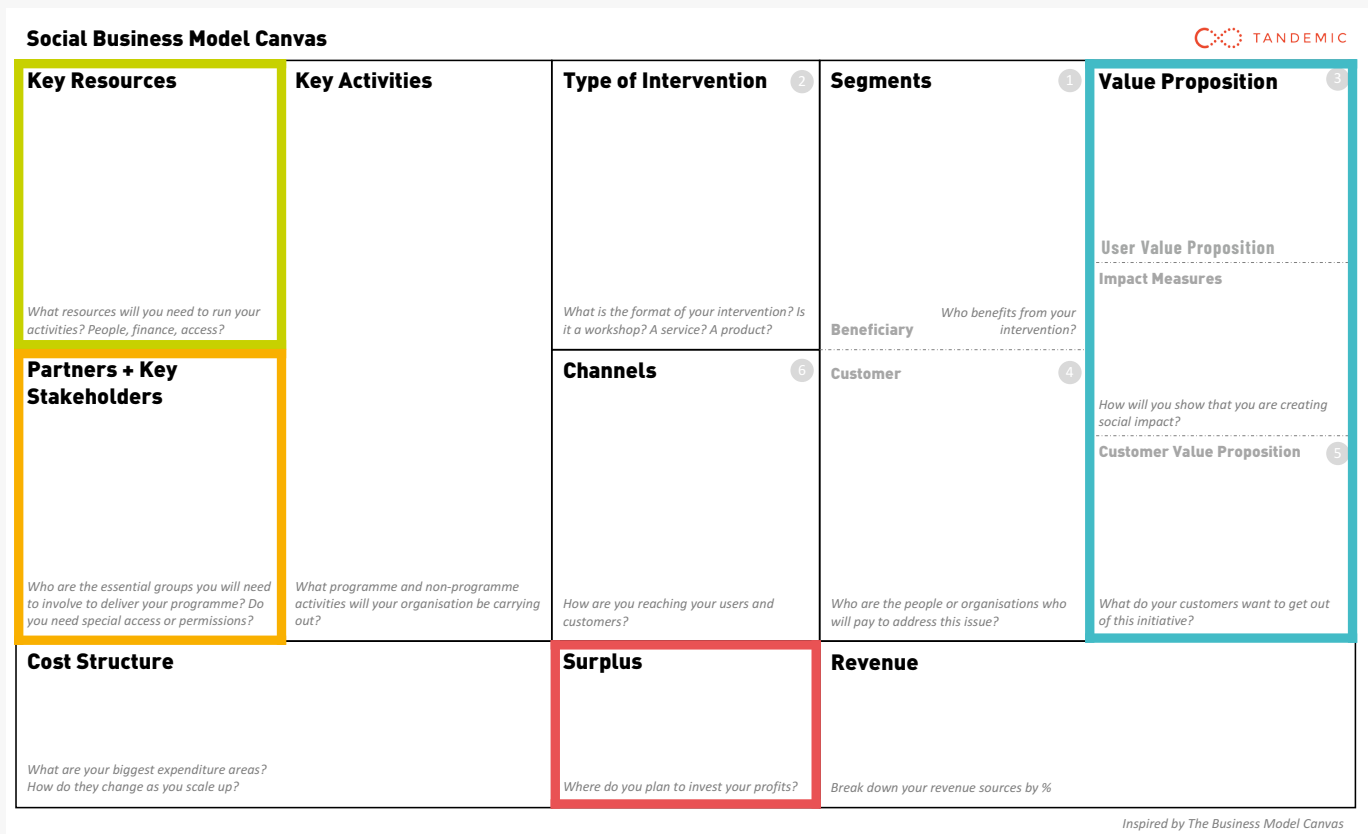 Social Business Model Canvas
TANDEMIC
Key Resources
What resources will you need to run your
activities? People, finance, access?
Partners + Key
Stakeholders
Who are the essential groups you will need
to involve to deliver your programme? Do
you need special access or permissions?
Key Activities
What programme and non-programme
activities will your organisation be carrying
out?
Type of Intervention
2
What is the format of your intervention? Is
it a workshop? A service? A product?
Channels
6
How are you reaching your users and
customers?
Segments
1
Beneficiary
Who benefits from your
intervention?
Customer
4
Who are the people or organisations who
will pay to address this issue?
Value Proposition
3
User Value Proposition
Impact Measures
How will you show that you are creating
social impact?
Customer Value Proposition
5
What do your customers want to get out
of this initiative?
Cost Structure
What are your biggest expenditure areas?
How do they change as you scale up?
Surplus
Where do you plan to invest your profits?
Revenue
Break down your revenue sources by %
Inspired by The Business Model Canvas